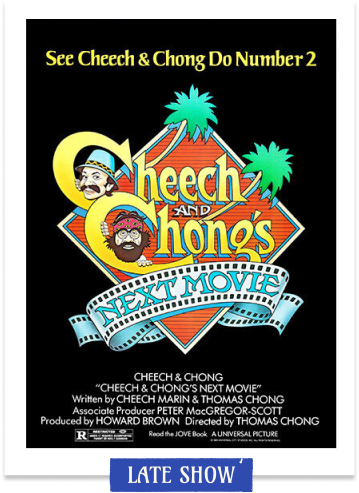 See Cheech & Chong Do Number 2
Cheech
AND
Chong's
NEXT MOVIE
CHEECH & CHONG
"CHEECH & CHONG'S NEXT MOVIE"
Written by CHEECH MARIN & THOMAS CHONG
Associate Producer PETER MacGREGOR-SCOTT
Produced by HOWARD BROWN Directed by THOMAS CHONG
R RESTRICTED Read the JOVE Book A UNIVERSAL PICTURE
LATE SHOW